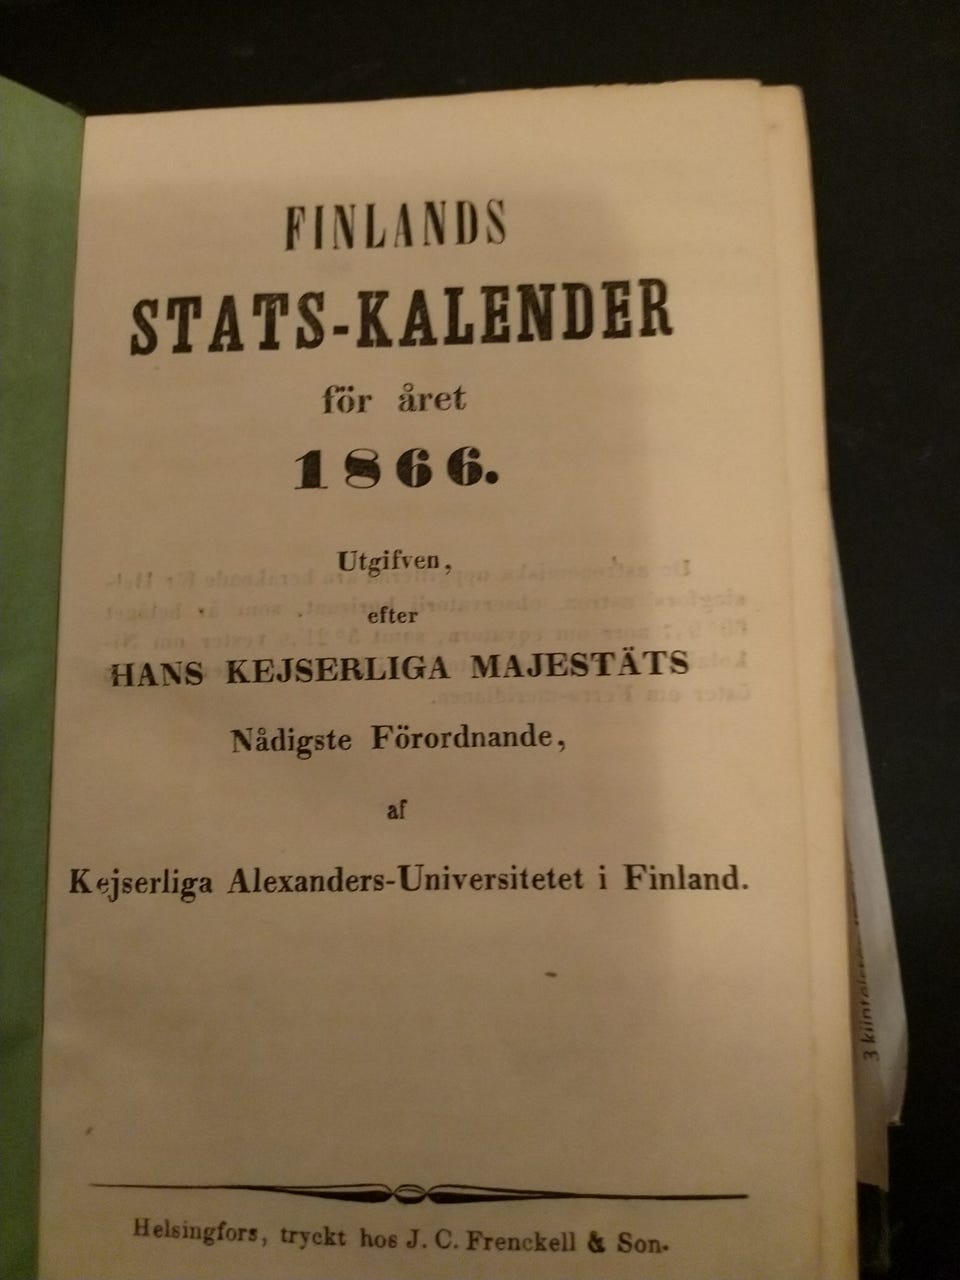 FINLANDS
STATS-KALENDER
för året
1866.
Utgifven,
efter
HANS KEJSERLIGA MAJESTÄTS
Nådigste Förordnande,
af
Kejserliga Alexanders-Universitetet i Finland.
Helsingfors, tryckt hos J. C. Frenckell & Son.